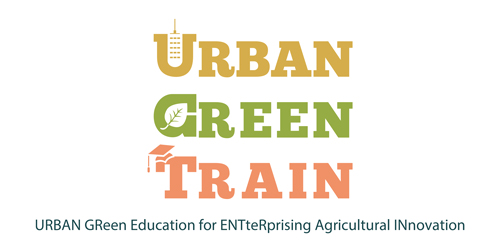 URBAN
GREEN
TRAIN
URBAN GReen Education for ENTteRprising Agricultural INnovation